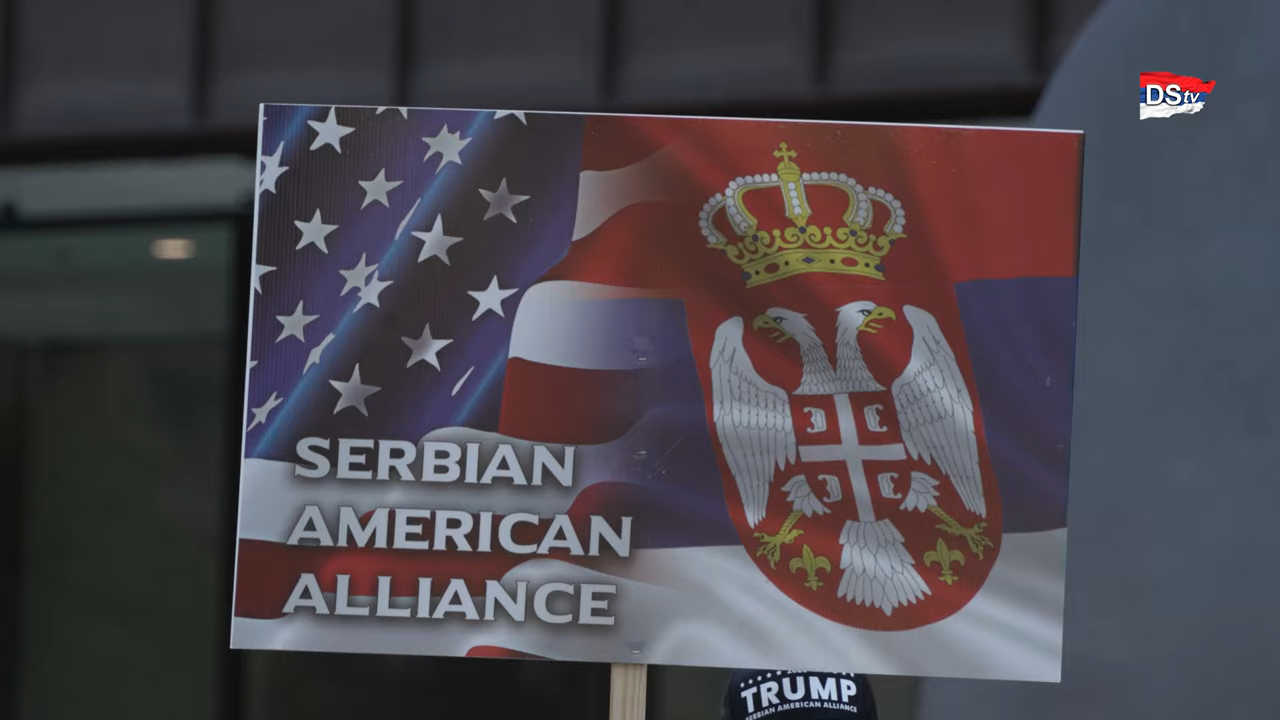 DStv
SERBIAN
AMERICAN
ALLIANCE
TRUMP
SERBIAN AMERICAN ALLIANCE